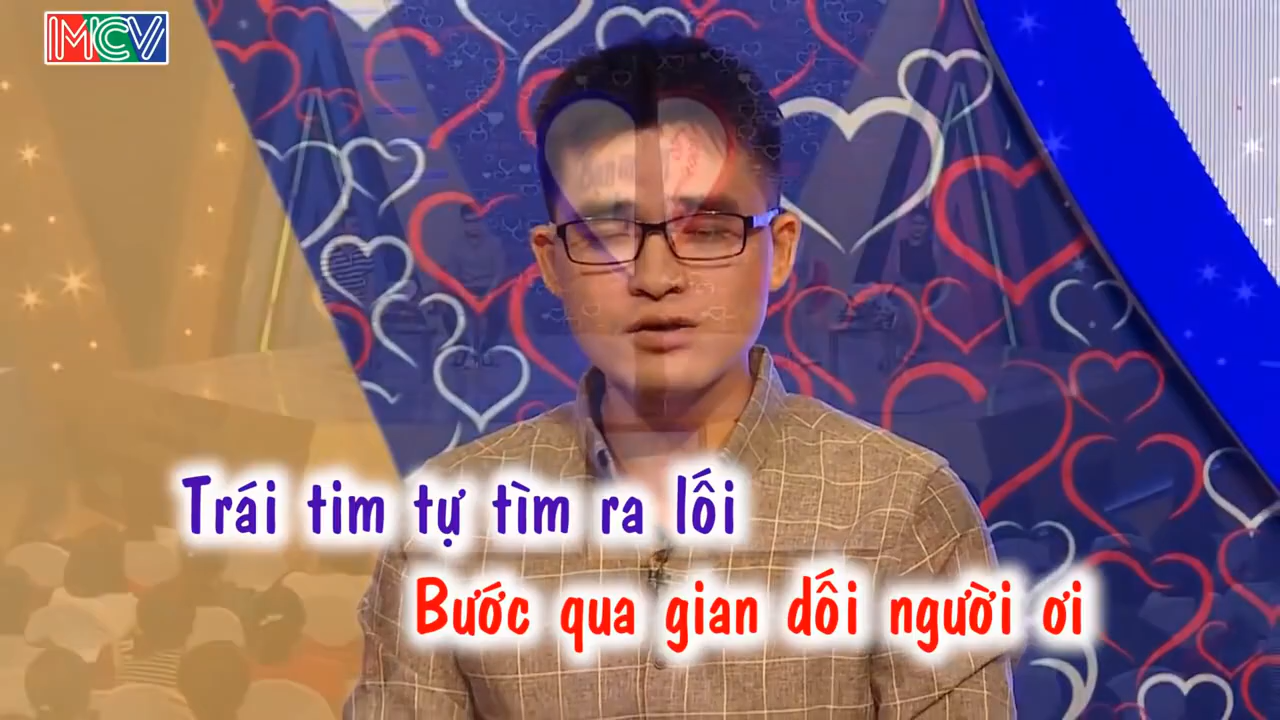 MCV
Trái tim tự tìm ra lối
Bước qua gian dối người ơi